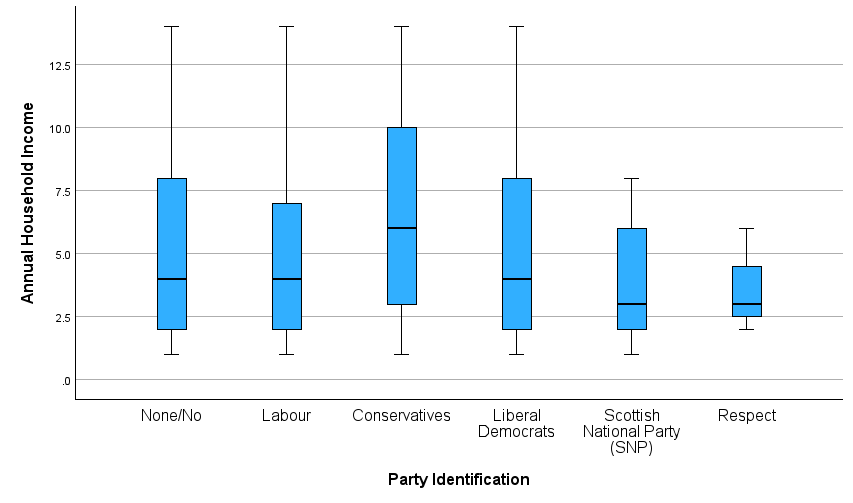 Annual Household Income
12.5
10.0
7.5
5.0
2.5
.0
None/No
Labour
Conservatives
Liberal
Democrats
Scottish
National Party
(SNP)
Respect
Party Identification